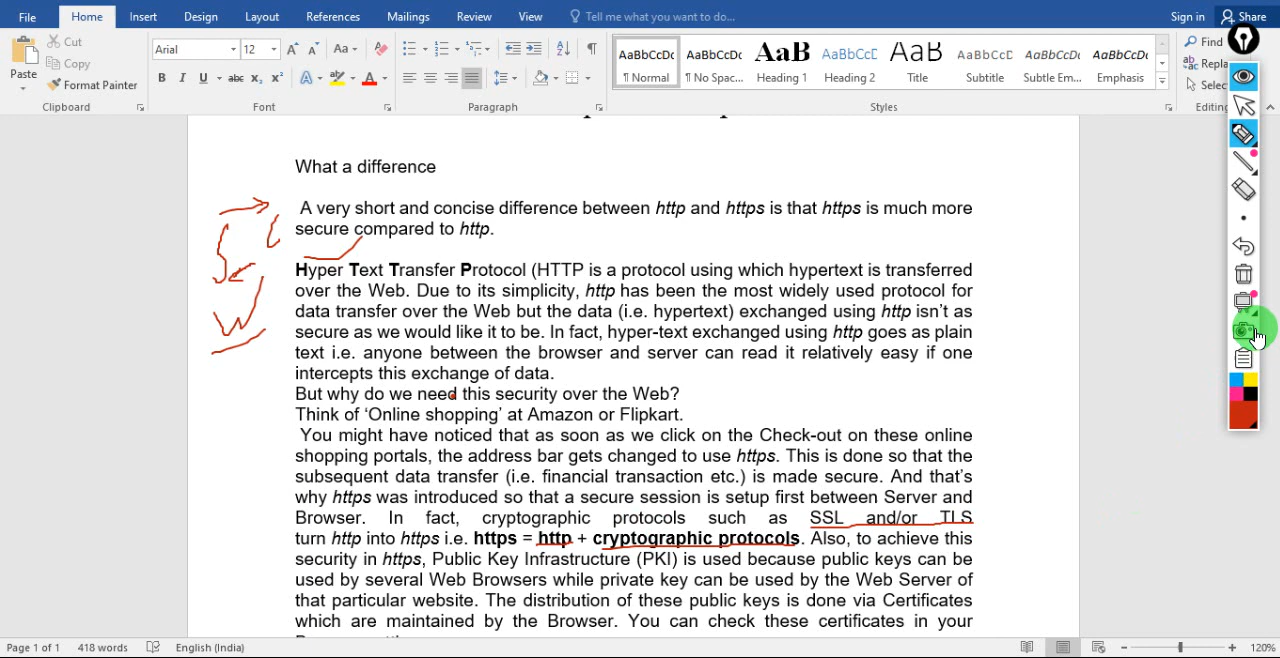 File Home Insert Design Layout References Mailings Review View Tell me what you want to do... Sign in Share
Cut
Copy
Format Painter
Paste
Clipboard
Arial 12
Font
Paragraph
AaBbCcDc AaBbCcDc AaB AaBbCcD AaB AaBbCcD AaBbCcDc AaBbCcDc
¶ Normal ¶ No Spac... Heading 1 Heading 2 Title Subtitle Subtle Em... Emphasis
Styles
Find
Repla
Selec
Editing
What a difference
A very short and concise difference between http and https is that https is much more
secure compared to http.
Hyper Text Transfer Protocol (HTTP is a protocol using which hypertext is transferred
over the Web. Due to its simplicity, http has been the most widely used protocol for
data transfer over the Web but the data (i.e. hypertext) exchanged using http isn't as
secure as we would like it to be. In fact, hyper-text exchanged using http goes as plain
text i.e. anyone between the browser and server can read it relatively easy if one
intercepts this exchange of data.
But why do we need this security over the Web?
Think of ‘Online shopping’ at Amazon or Flipkart.
You might have noticed that as soon as we click on the Check-out on these online
shopping portals, the address bar gets changed to use https. This is done so that the
subsequent data transfer (i.e. financial transaction etc.) is made secure. And that's
why https was introduced so that a secure session is setup first between Server and
Browser. In fact, cryptographic protocols such as SSL and/or TLS
turn http into https i.e. https = http + cryptographic protocols. Also, to achieve this
security in https, Public Key Infrastructure (PKI) is used because public keys can be
used by several Web Browsers while private key can be used by the Web Server of
that particular website. The distribution of these public keys is done via Certificates
which are maintained by the Browser. You can check these certificates in your
Page 1 of 1 418 words English (India) 120%